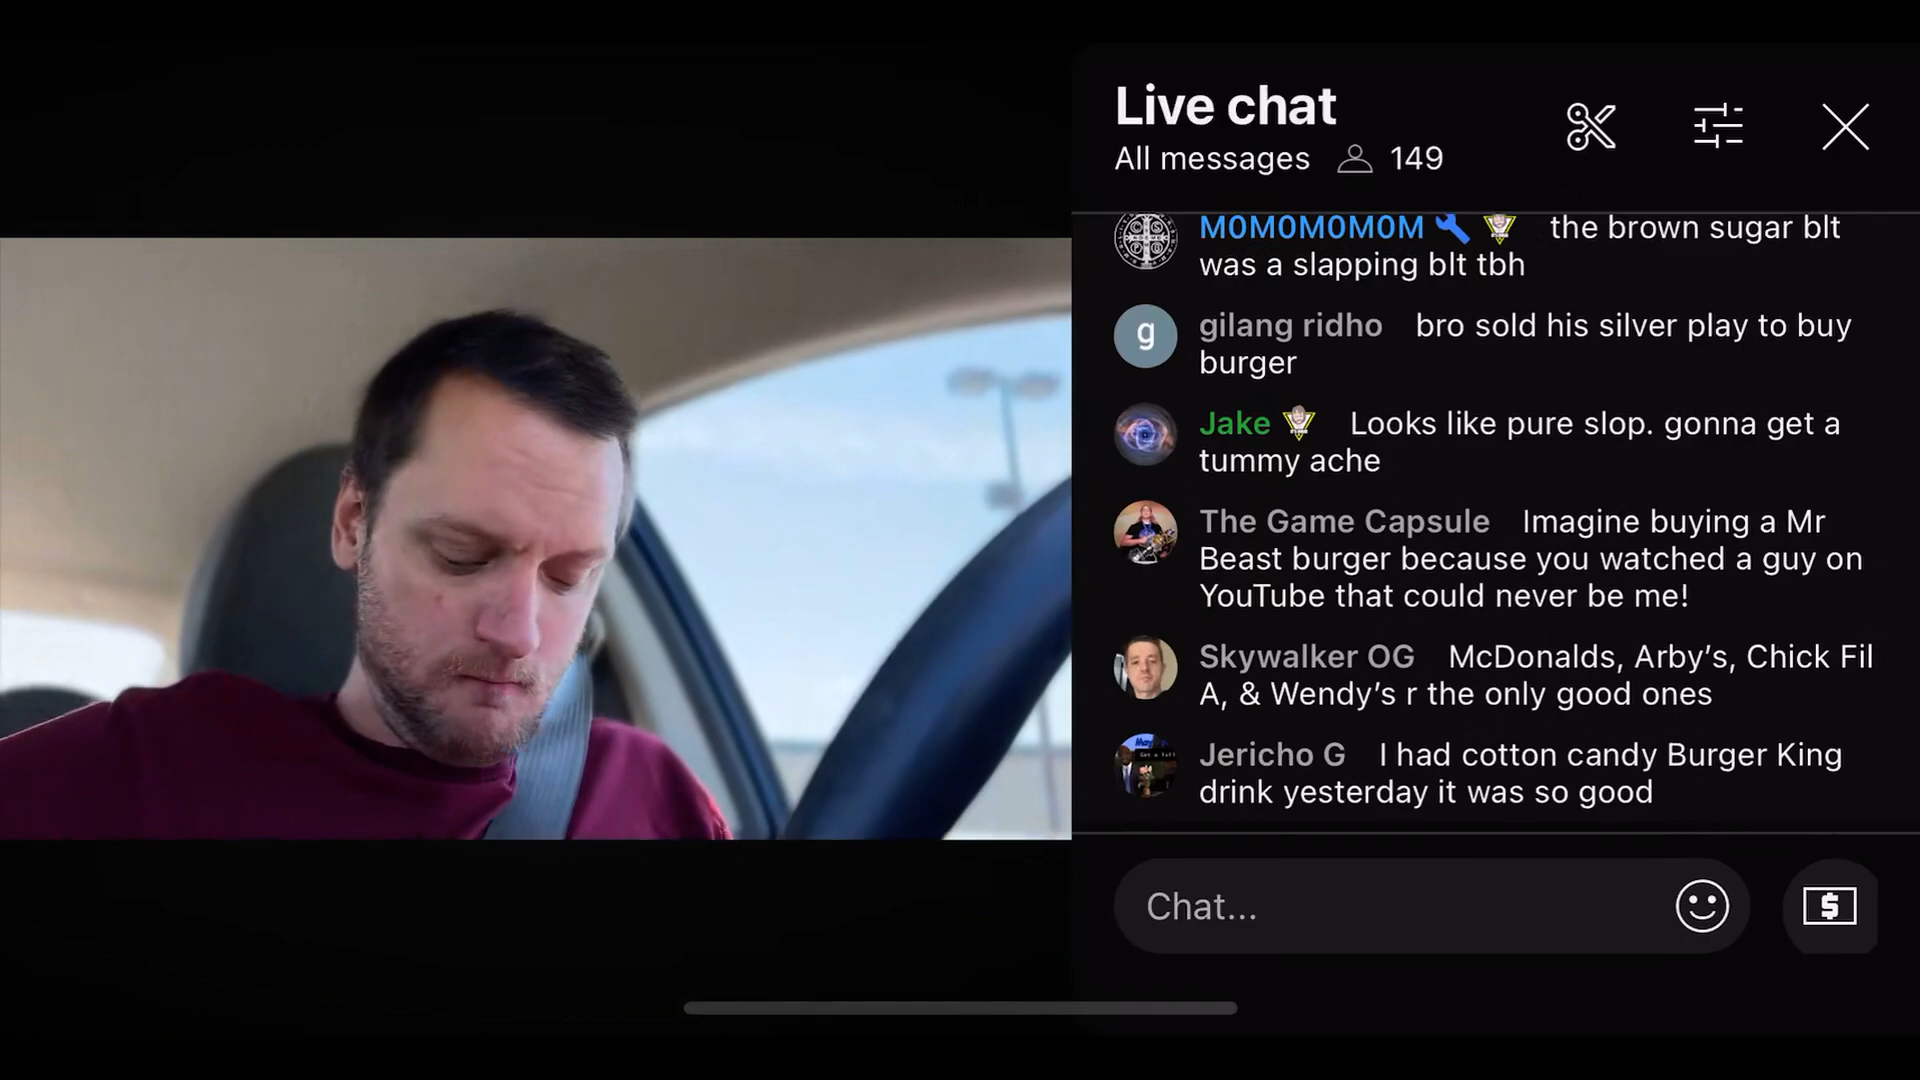 Live chat
All messages 149
M0M0M0M0M the brown sugar blt
was a slapping blt tbh
g gilang ridho bro sold his silver play to buy
burger
Jake Looks like pure slop. gonna get a
tummy ache
The Game Capsule Imagine buying a Mr
Beast burger because you watched a guy on
YouTube that could never be me!
Skywalker OG McDonalds, Arby’s, Chick Fil
A, & Wendy’s r the only good ones
Jericho G I had cotton candy Burger King
drink yesterday it was so good
Chat...
$